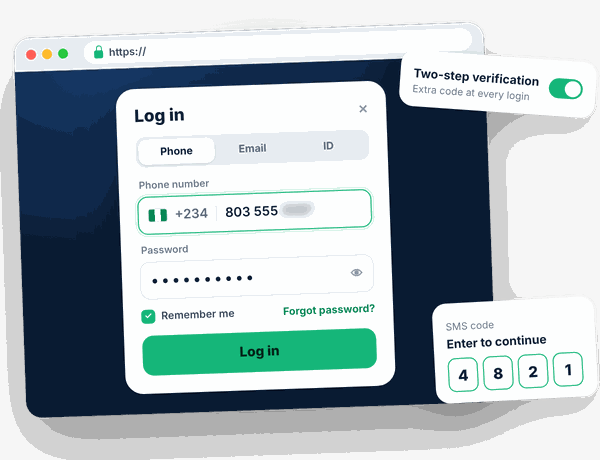 https://
Two-step verification
Extra code at every login
Log in
×
Phone Email ID
Phone number
+234 803 555
Password
••••••••••
Remember me Forgot password?
Log in
SMS code
Enter to continue
4 8 2 1